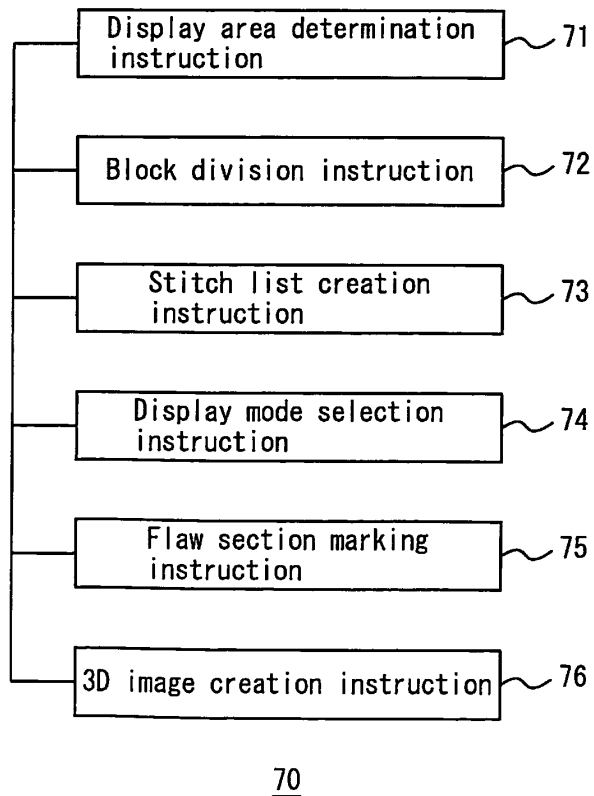 Display area determination
instruction
71
Block division instruction
72
Stitch list creation
instruction
73
Display mode selection
instruction
74
Flaw section marking
instruction
75
3D image creation instruction
76
70